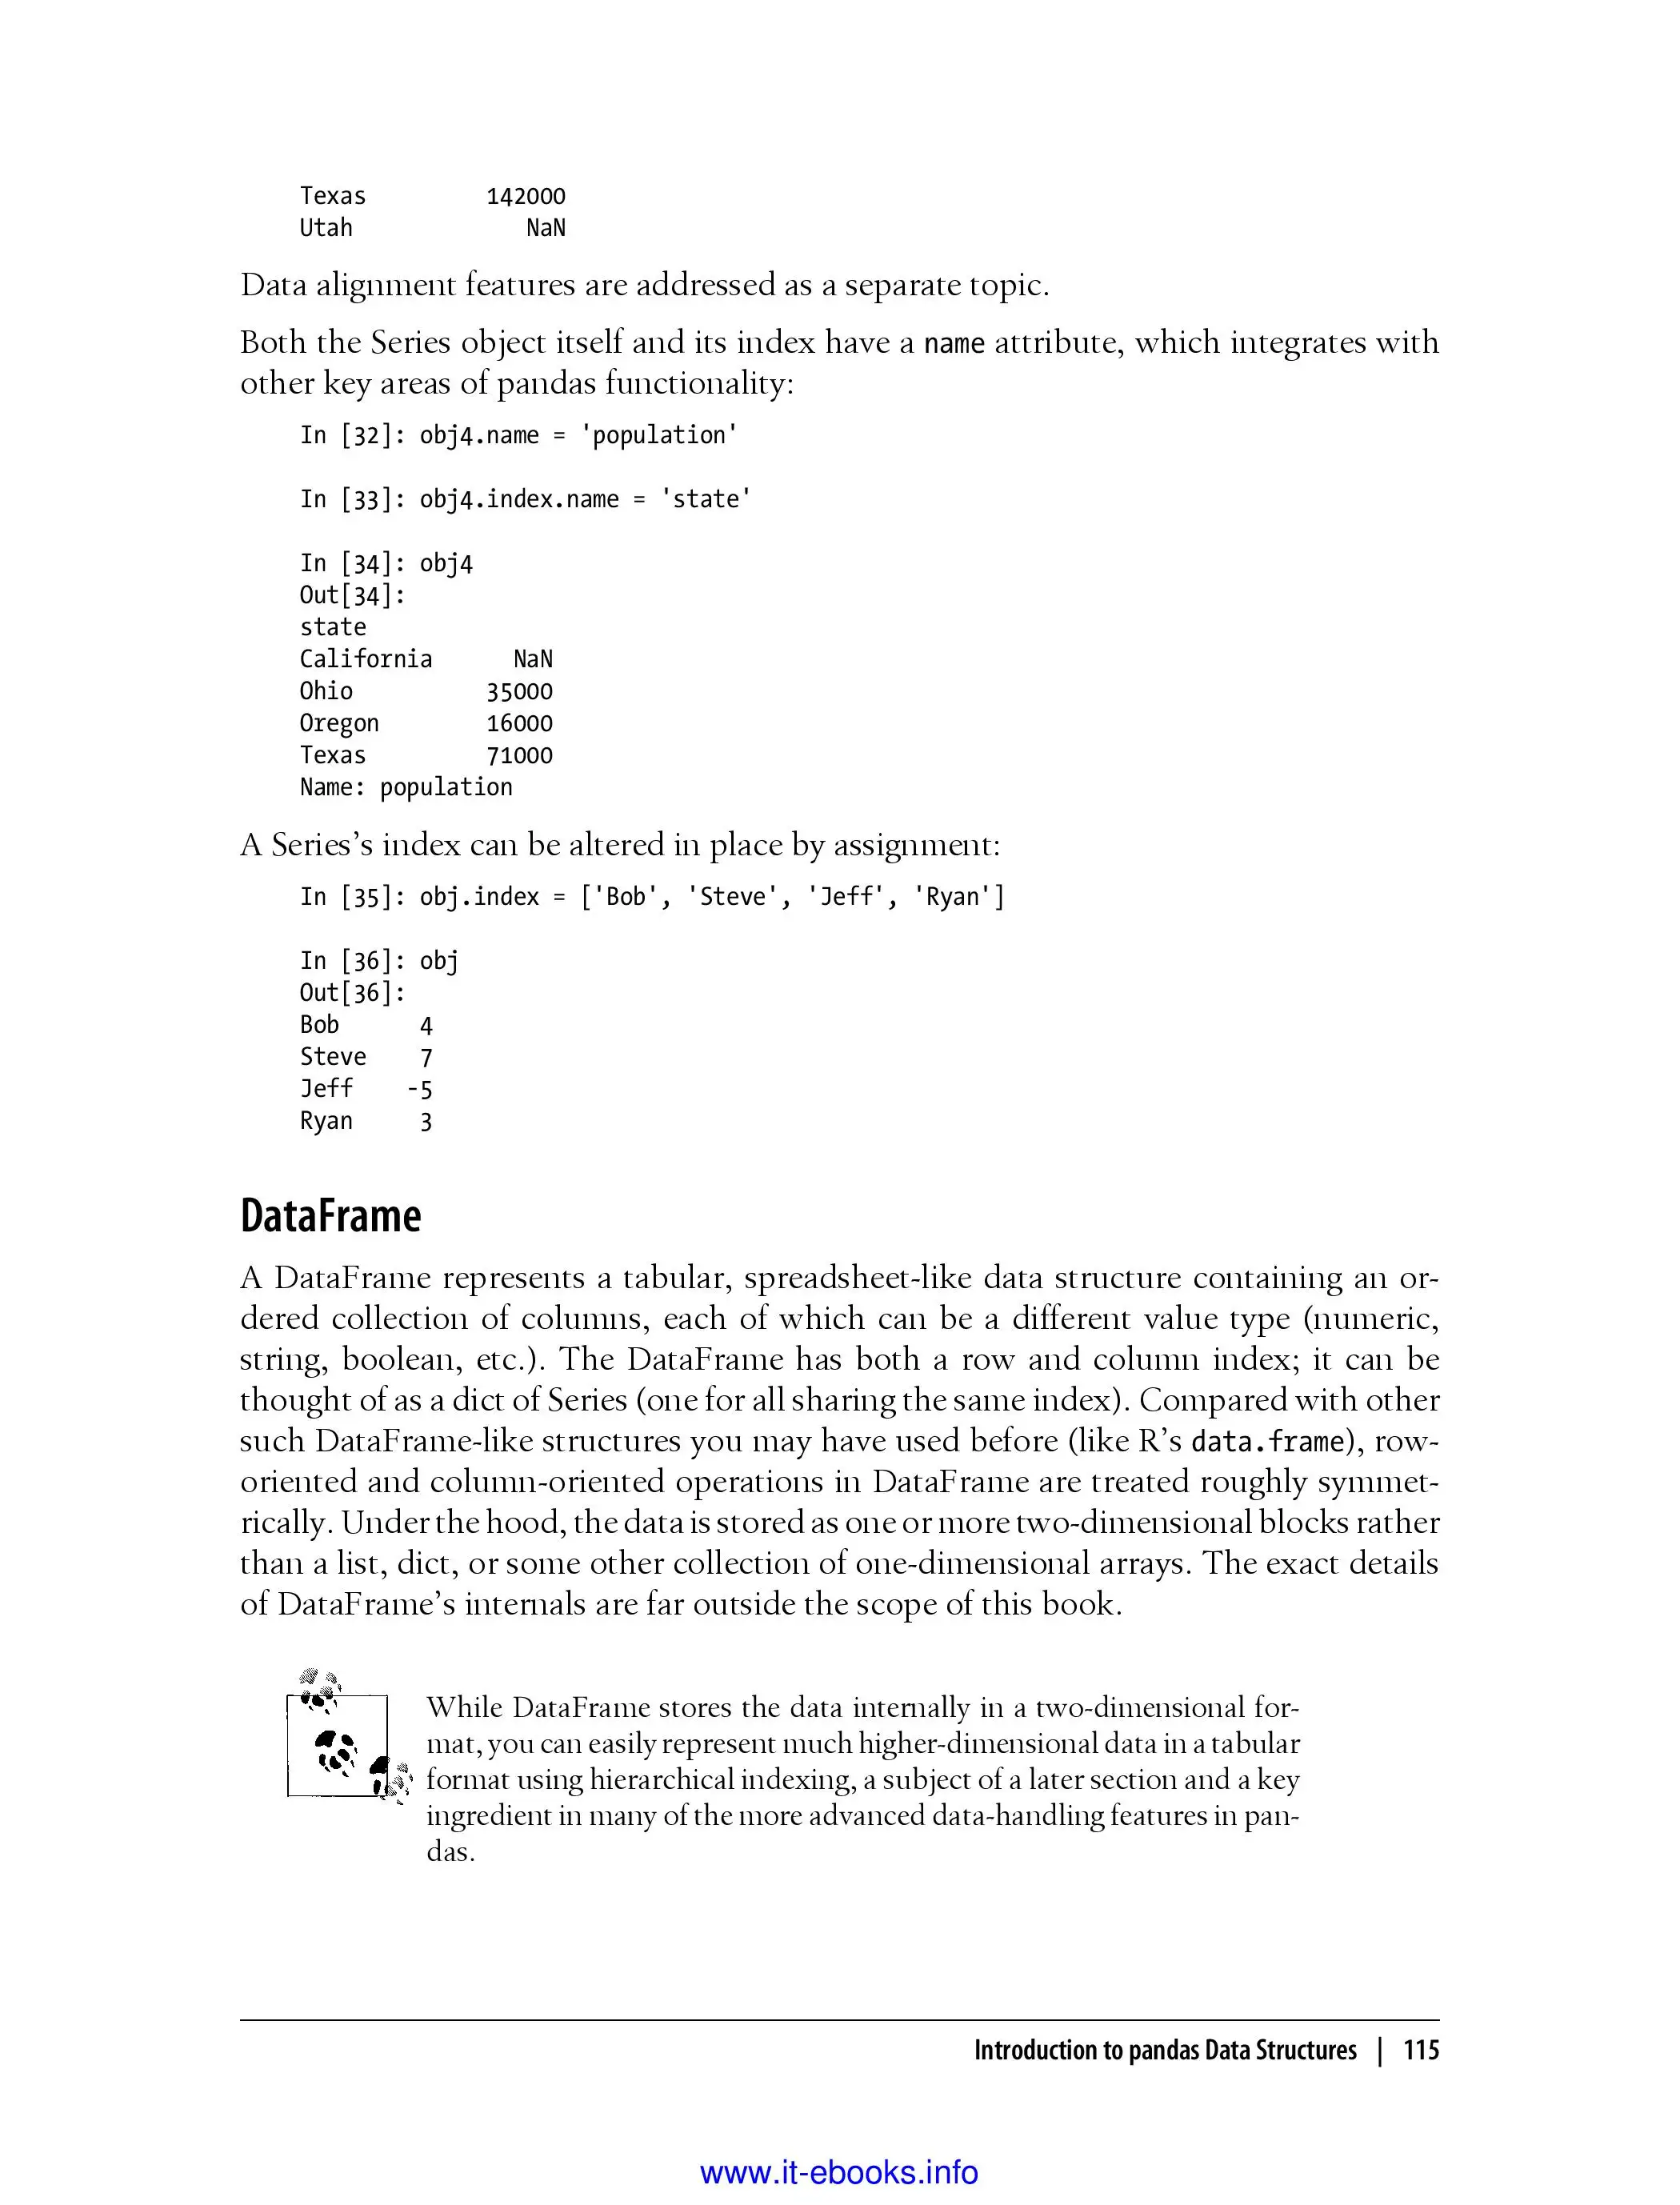 Texas         142000
Utah             NaN
Data alignment features are addressed as a separate topic.
Both the Series object itself and its index have a name attribute, which integrates with
other key areas of pandas functionality:
In [32]: obj4.name = 'population'
In [33]: obj4.index.name = 'state'
In [34]: obj4
Out[34]:
state
California      NaN
Ohio          35000
Oregon        16000
Texas         71000
Name: population
A Series’s index can be altered in place by assignment:
In [35]: obj.index = ['Bob', 'Steve', 'Jeff', 'Ryan']
In [36]: obj
Out[36]:
Bob      4
Steve    7
Jeff    -5
Ryan     3
DataFrame
A DataFrame represents a tabular, spreadsheet-like data structure containing an or-
dered collection of columns, each of which can be a different value type (numeric,
string, boolean, etc.). The DataFrame has both a row and column index; it can be
thought of as a dict of Series (one for all sharing the same index). Compared with other
such DataFrame-like structures you may have used before (like R’s data.frame), row-
oriented and column-oriented operations in DataFrame are treated roughly symmet-
rically. Under the hood, the data is stored as one or more two-dimensional blocks rather
than a list, dict, or some other collection of one-dimensional arrays. The exact details
of DataFrame’s internals are far outside the scope of this book.
While DataFrame stores the data internally in a two-dimensional for-
mat, you can easily represent much higher-dimensional data in a tabular
format using hierarchical indexing, a subject of a later section and a key
ingredient in many of the more advanced data-handling features in pan-
das.
Introduction to pandas Data Structures | 115
www.it-ebooks.info